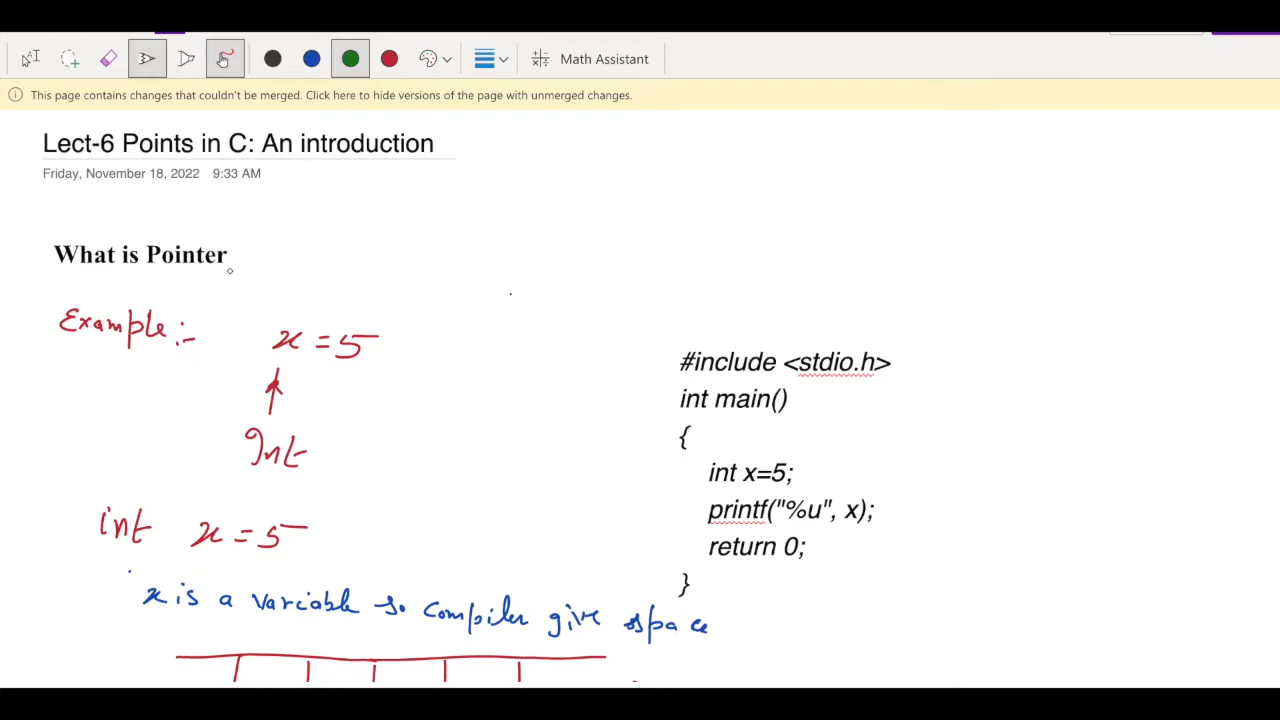 Math Assistant
This page contains changes that couldn't be merged. Click here to hide versions of the page with unmerged changes.
Lect-6 Points in C: An introduction
Friday, November 18, 2022 9:33 AM
What is Pointer
Example :-
x = 5
Int
int x = 5
x is a variable so compiler give space
#include <stdio.h>
int main()
{
int x=5;
printf("%u", x);
return 0;
}